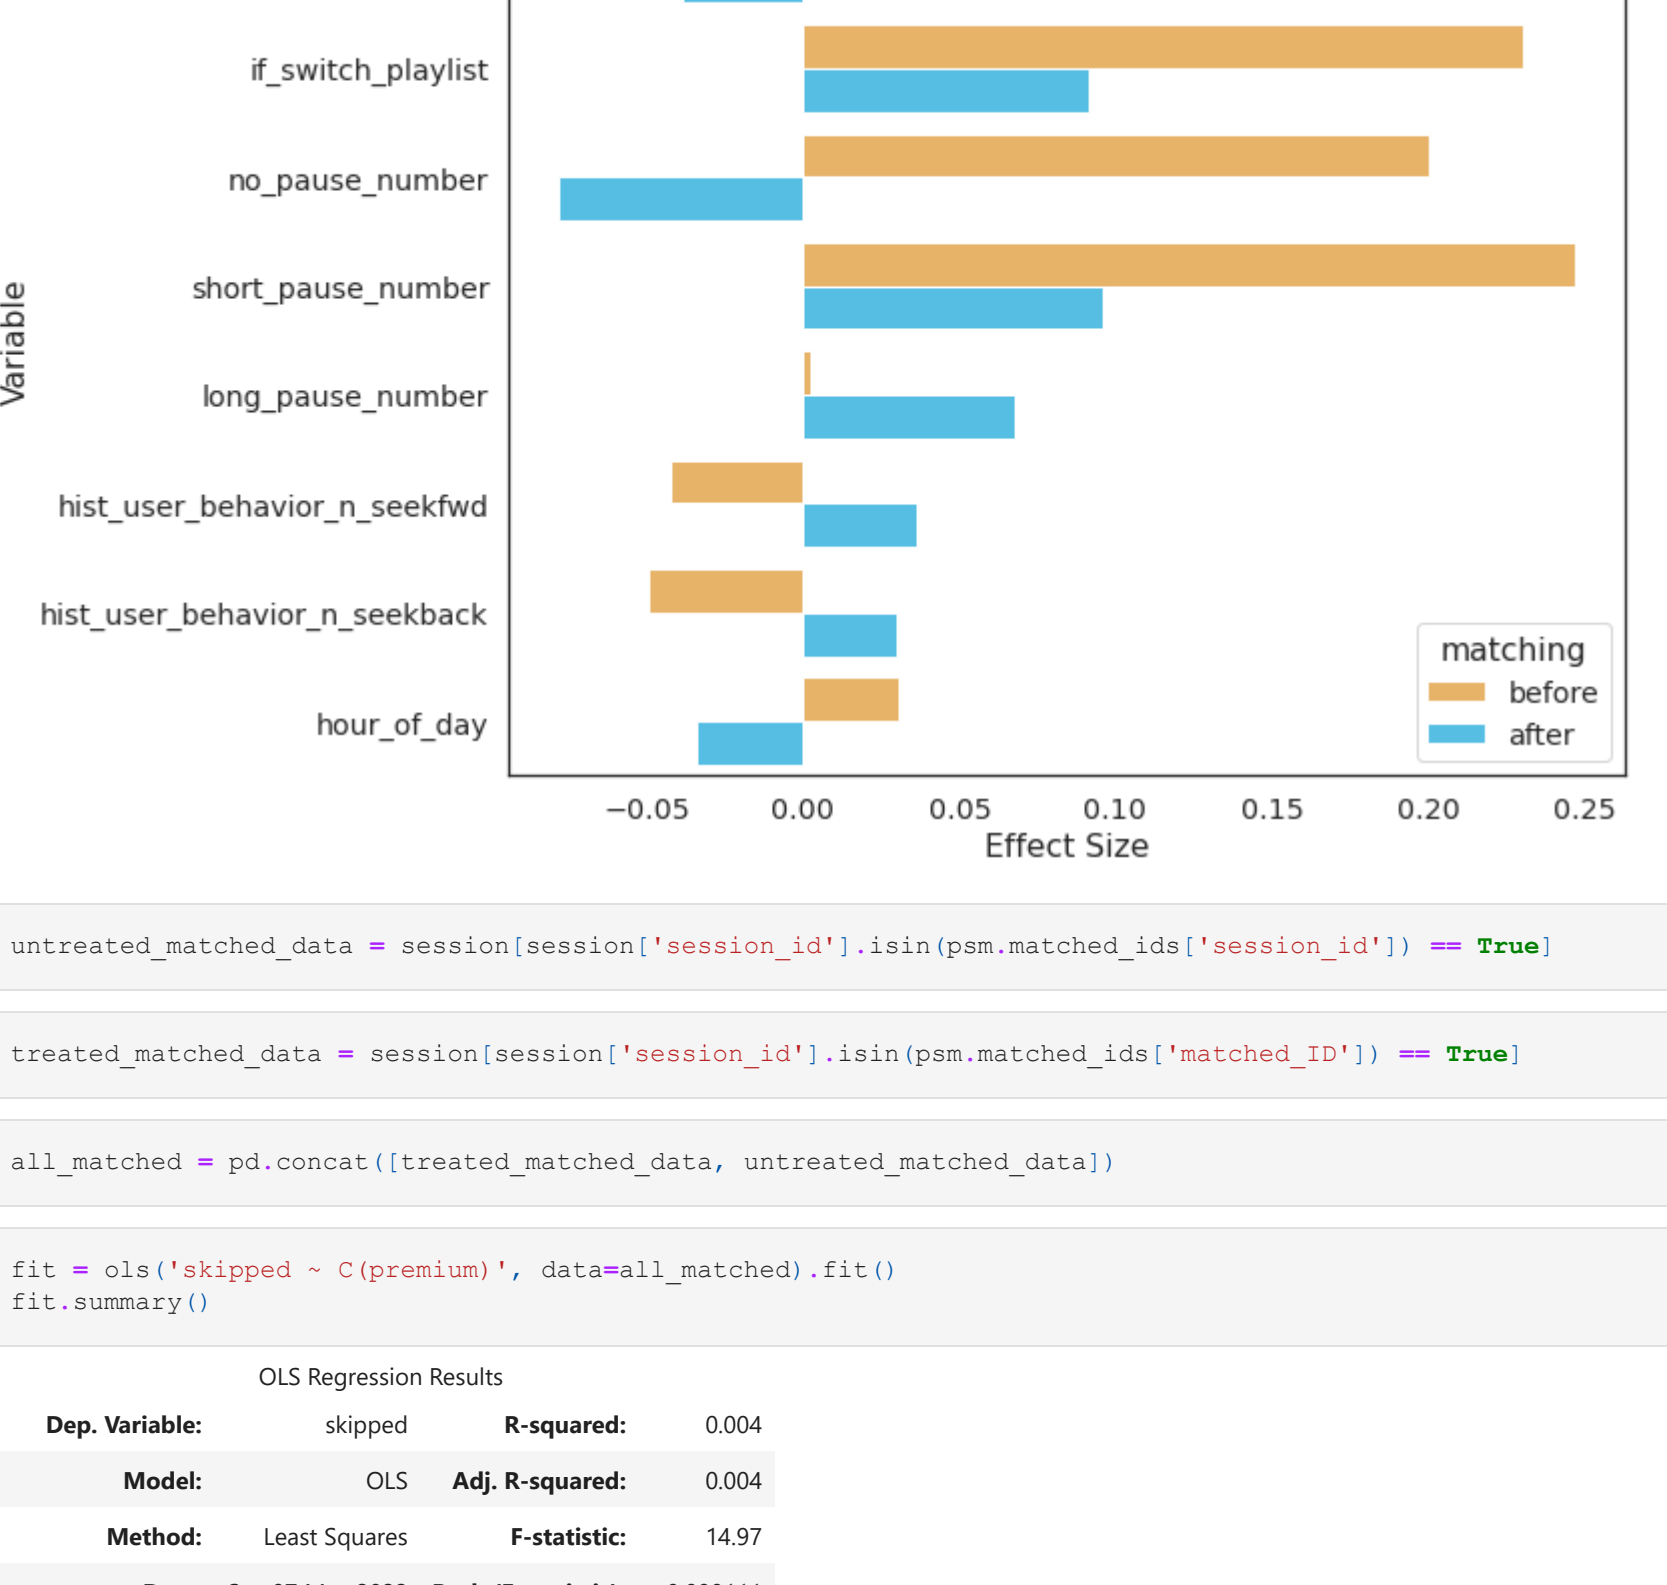 if_switch_playlist
no_pause_number
short_pause_number
long_pause_number
hist_user_behavior_n_seekfwd
hist_user_behavior_n_seekback
hour_of_day
Variable
matching
before
after
−0.05 0.00 0.05 0.10 0.15 0.20 0.25
Effect Size
untreated_matched_data = session[session['session_id'].isin(psm.matched_ids['session_id']) == True]
treated_matched_data = session[session['session_id'].isin(psm.matched_ids['matched_ID']) == True]
all_matched = pd.concat([treated_matched_data, untreated_matched_data])
fit = ols('skipped ~ C(premium)', data=all_matched).fit()
fit.summary()
OLS Regression Results
Dep. Variable: skipped R-squared: 0.004
Model: OLS Adj. R-squared: 0.004
Method: Least Squares F-statistic: 14.97